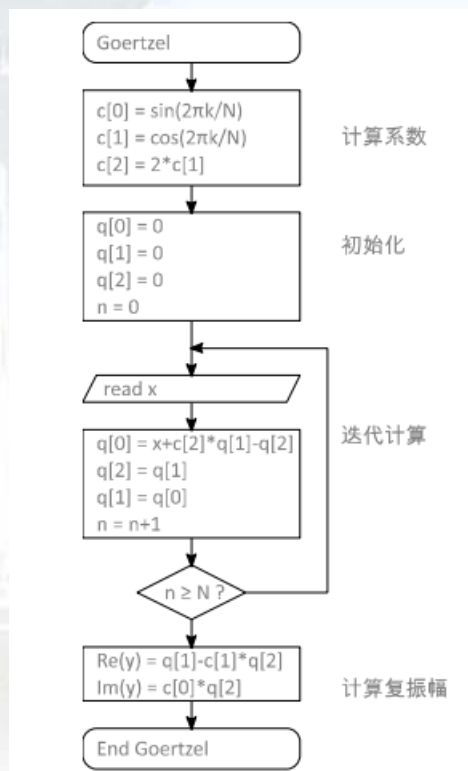 Goertzel
c[0] = sin(2πk/N)
c[1] = cos(2πk/N)
c[2] = 2*c[1]
计算系数
q[0] = 0
q[1] = 0
q[2] = 0
n = 0
初始化
read x
q[0] = x+c[2]*q[1]-q[2]
q[2] = q[1]
q[1] = q[0]
n = n+1
迭代计算
n ≥ N ?
Re(y) = q[1]-c[1]*q[2]
Im(y) = c[0]*q[2]
计算复振幅
End Goertzel